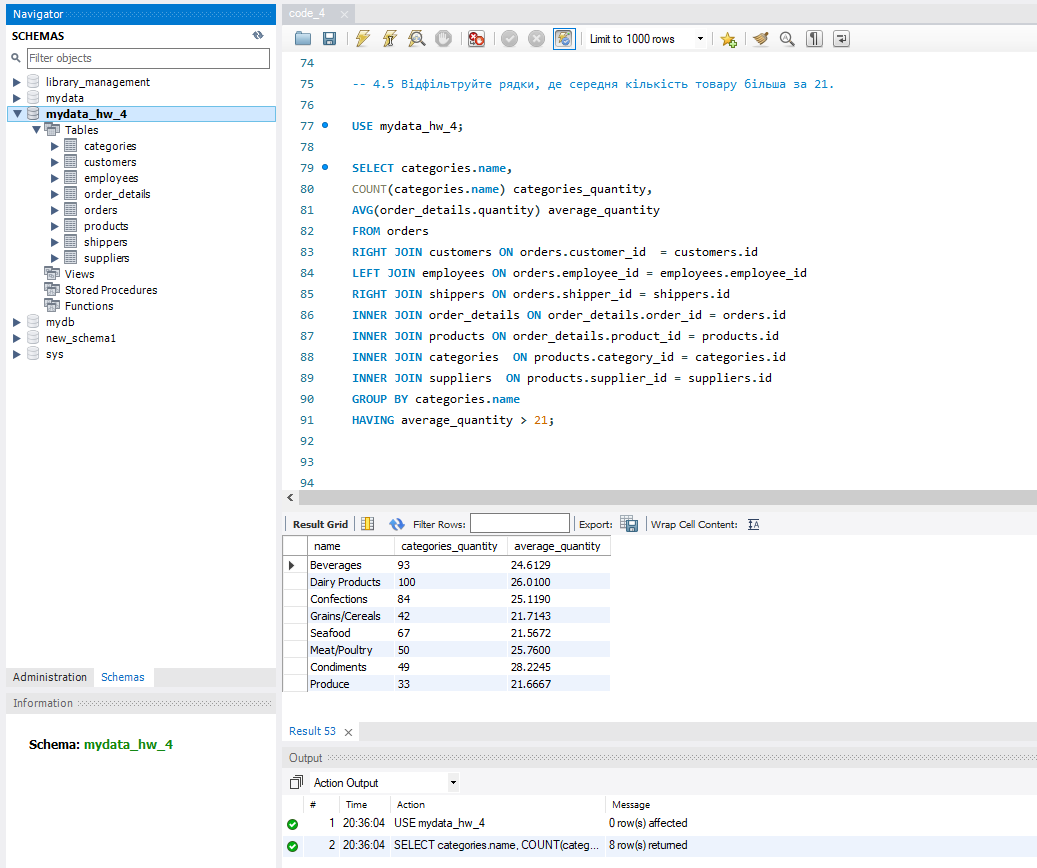 Navigator
SCHEMAS
Filter objects
library_management
mydata
mydata_hw_4
Tables
categories
customers
employees
order_details
orders
products
shippers
suppliers
Views
Stored Procedures
Functions
mydb
new_schema1
sys
Administration Schemas
Information
Schema: mydata_hw_4
code_4
Limit to 1000 rows
74
75 -- 4.5 Відфільтруйте рядки, де середня кількість товару більша за 21.
76
77 USE mydata_hw_4;
78
79 SELECT categories.name,
80 COUNT(categories.name) categories_quantity,
81 AVG(order_details.quantity) average_quantity
82 FROM orders
83 RIGHT JOIN customers ON orders.customer_id  = customers.id
84 LEFT JOIN employees ON orders.employee_id = employees.employee_id
85 RIGHT JOIN shippers ON orders.shipper_id = shippers.id
86 INNER JOIN order_details ON order_details.order_id = orders.id
87 INNER JOIN products ON order_details.product_id = products.id
88 INNER JOIN categories  ON products.category_id = categories.id
89 INNER JOIN suppliers  ON products.supplier_id = suppliers.id
90 GROUP BY categories.name
91 HAVING average_quantity > 21;
92
93
94
Result Grid Filter Rows: Export: Wrap Cell Content:
name categories_quantity average_quantity
Beverages 93 24.6129
Dairy Products 100 26.0100
Confections 84 25.1190
Grains/Cereals 42 21.7143
Seafood 67 21.5672
Meat/Poultry 50 25.7600
Condiments 49 28.2245
Produce 33 21.6667
Result 53
Output
Action Output
# Time Action Message
1 20:36:04 USE mydata_hw_4 0 row(s) affected
2 20:36:04 SELECT categories.name, COUNT(categ... 8 row(s) returned